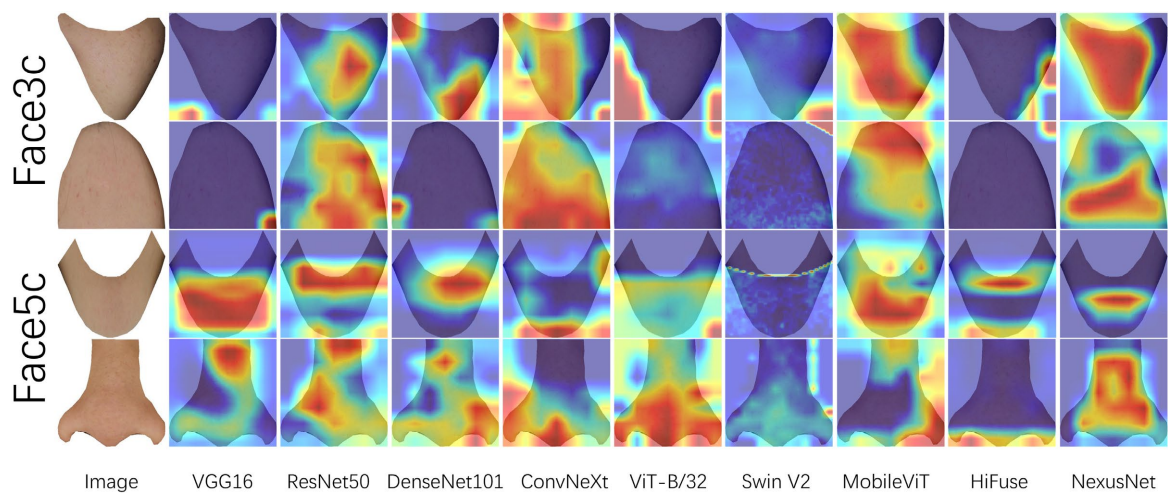 Face3c
Face5c
Image VGG16 ResNet50 DenseNet101 ConvNeXt ViT-B/32 Swin V2 MobileViT HiFuse NexusNet